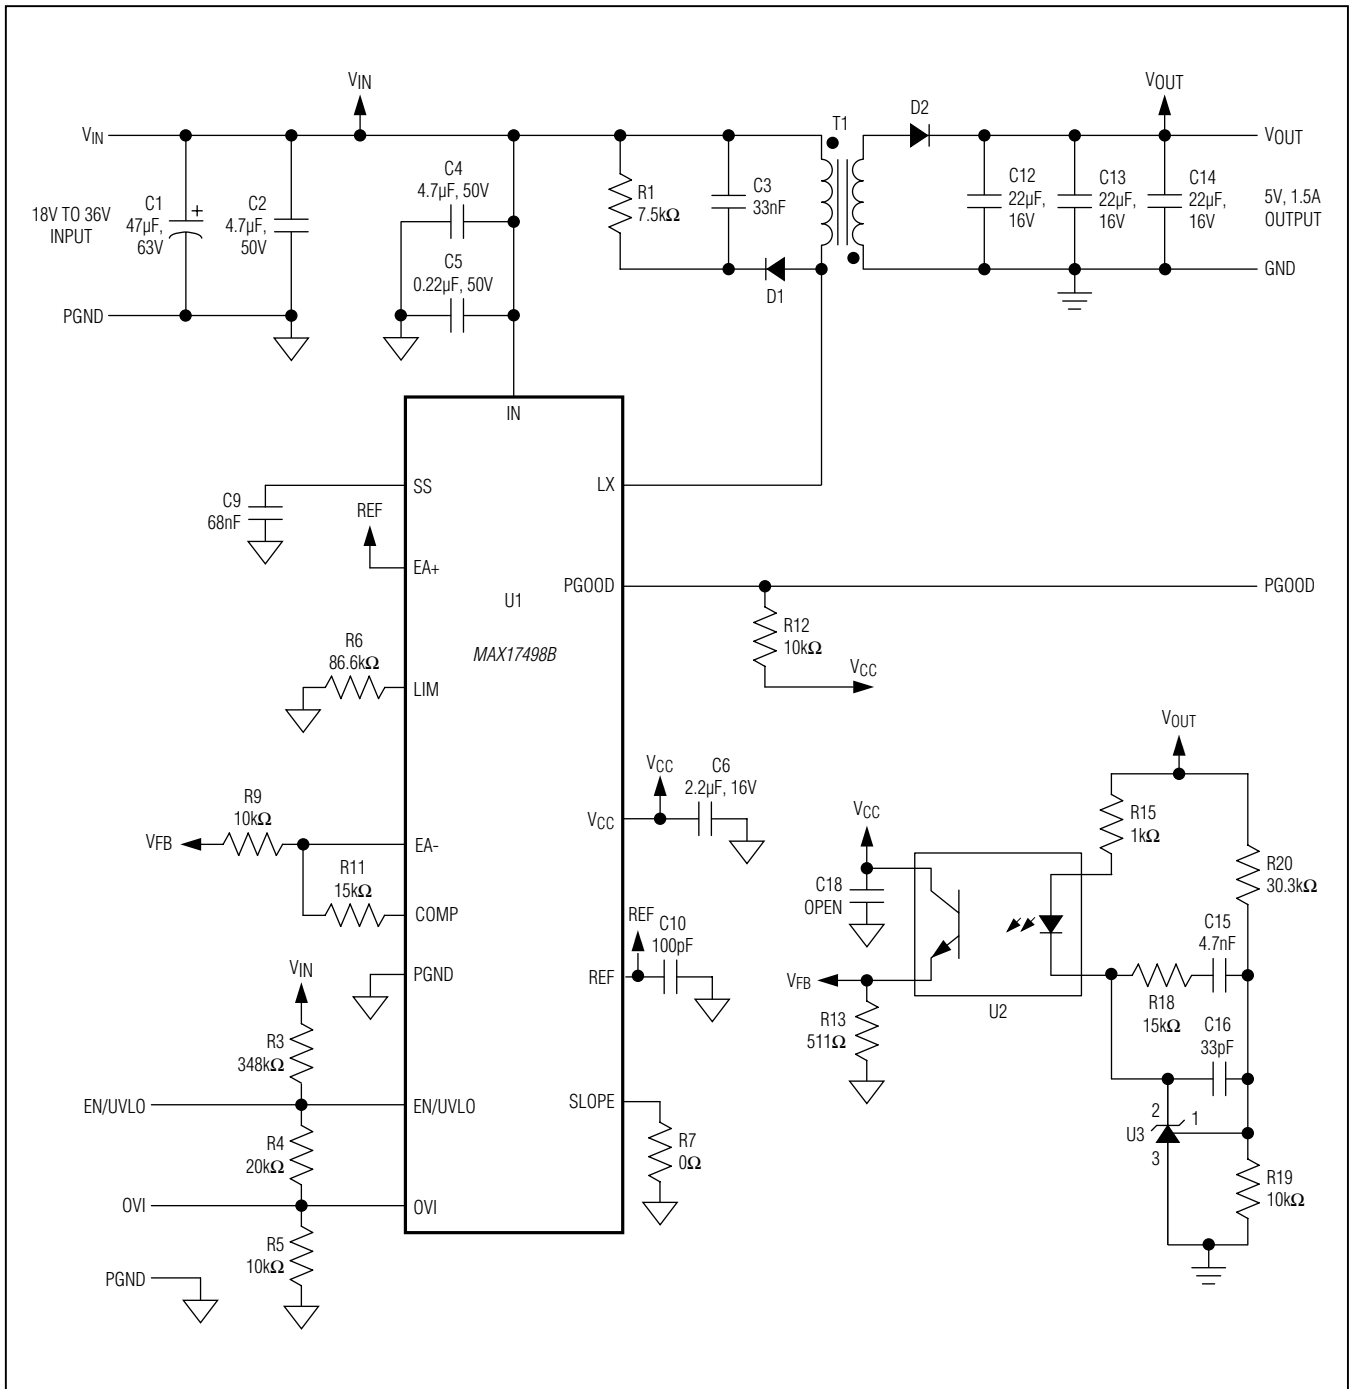 VIN
VOUT
VIN
T1
D2
VOUT
C1
47µF,
63V
+
C2
4.7µF,
50V
C4
4.7µF, 50V
R1
7.5kΩ
C3
33nF
C12
22µF,
16V
C13
22µF,
16V
C14
22µF,
16V
18V TO 36V
INPUT
5V, 1.5A
OUTPUT
C5
0.22µF, 50V
D1
GND
PGND
IN
SS
LX
C9
68nF
REF
EA+
PGOOD
PGOOD
U1
MAX17498B
R12
10kΩ
VCC
R6
86.6kΩ
LIM
VOUT
VCC
C6
2.2µF, 16V
VCC
R9
10kΩ
VFB
EA-
R11
15kΩ
COMP
VCC
R15
1kΩ
R20
30.3kΩ
C18
OPEN
REF
C10
100pF
REF
C15
4.7nF
VIN
PGND
VFB
U2
R18
15kΩ
C16
33pF
R13
511Ω
R3
348kΩ
EN/UVLO
EN/UVLO
SLOPE
R7
0Ω
R4
20kΩ
U3
2
1
3
OVI
OVI
R19
10kΩ
R5
10kΩ
PGND